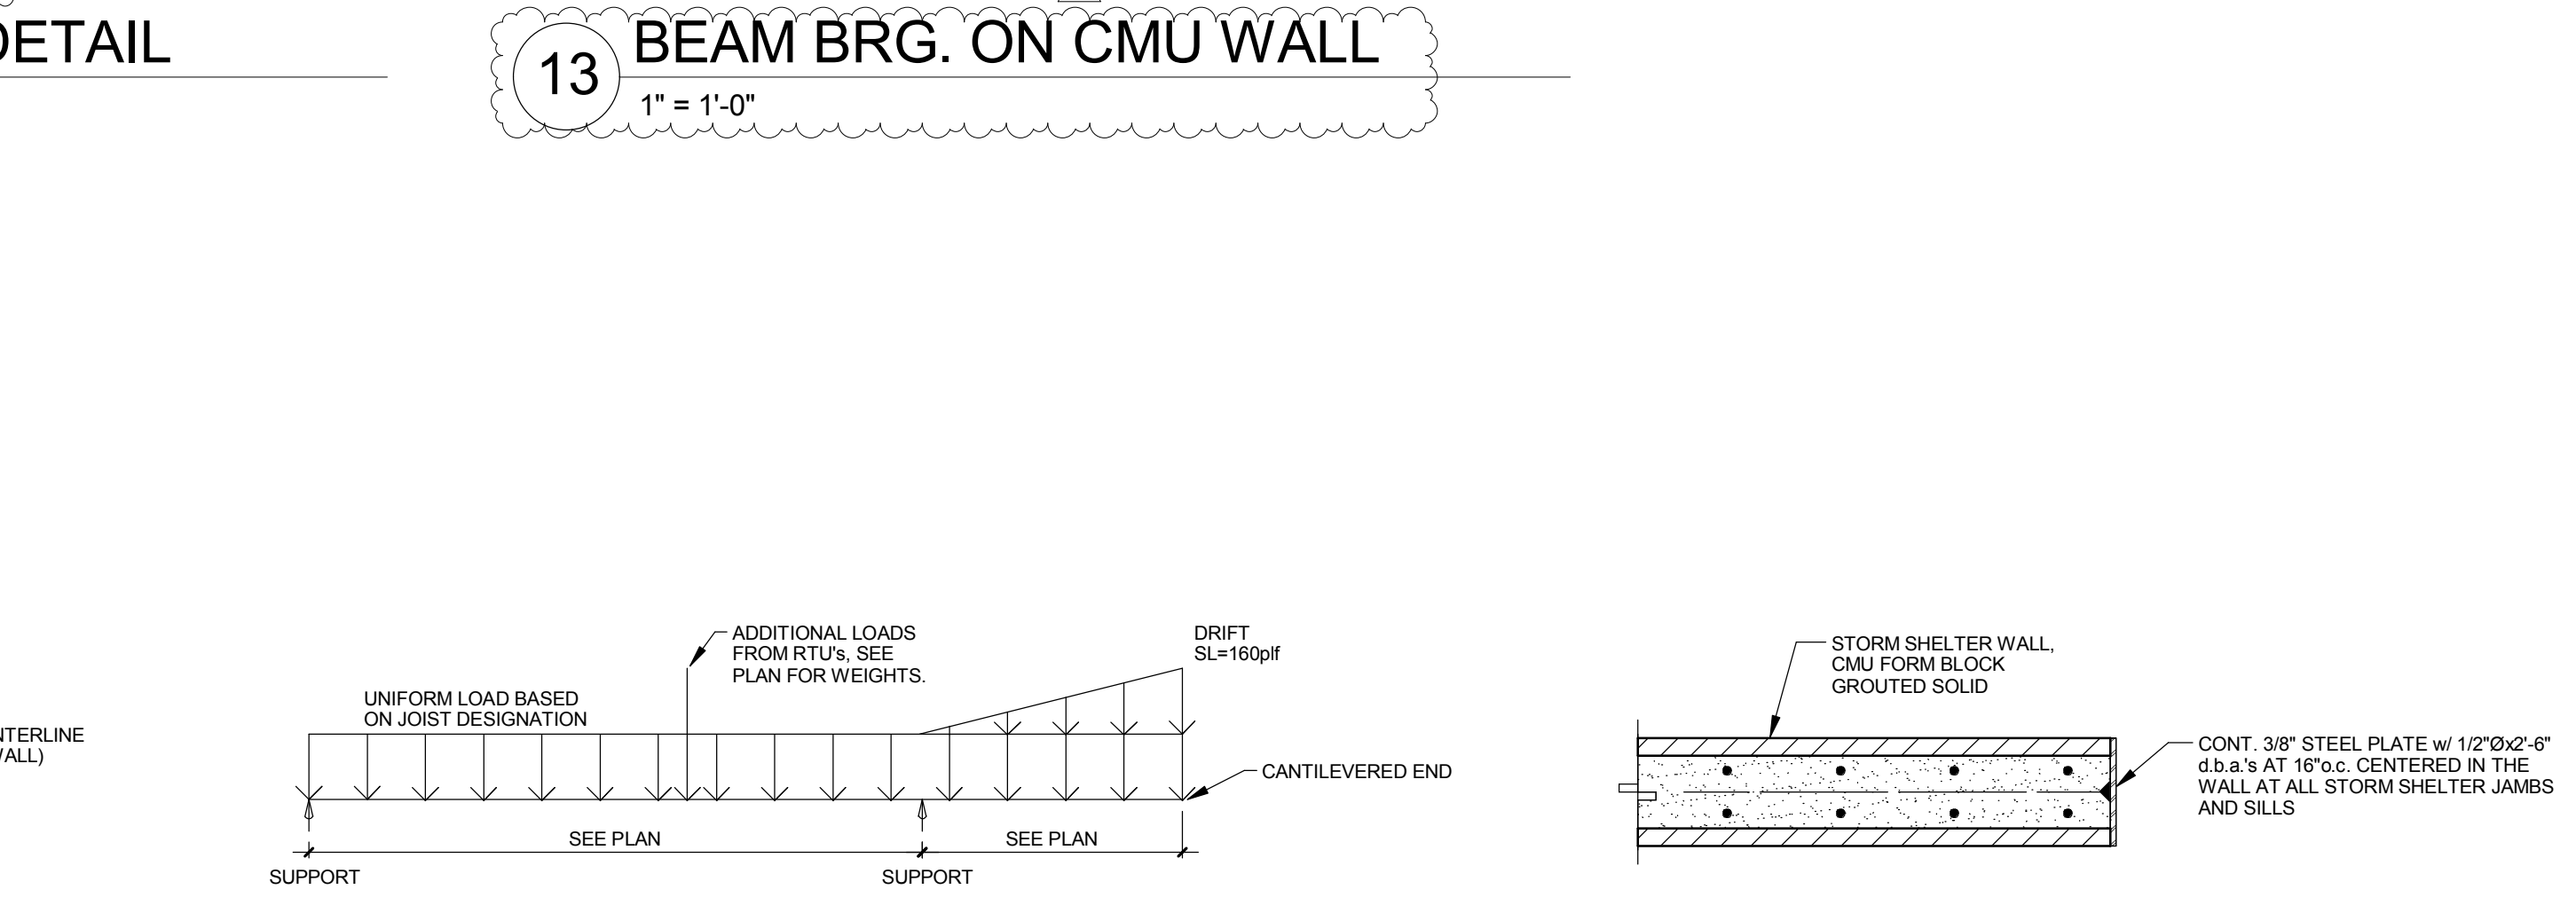 DETAIL
13
BEAM BRG. ON CMU WALL
1" = 1'-0"
ADDITIONAL LOADS
FROM RTU's, SEE
PLAN FOR WEIGHTS.
DRIFT
SL=160plf
UNIFORM LOAD BASED
ON JOIST DESIGNATION
CANTILEVERED END
SEE PLAN
SEE PLAN
SUPPORT
SUPPORT
NTERLINE
WALL)
STORM SHELTER WALL,
CMU FORM BLOCK
GROUTED SOLID
CONT. 3/8" STEEL PLATE w/ 1/2"Øx2'-6"
d.b.a.'s AT 16"o.c. CENTERED IN THE
WALL AT ALL STORM SHELTER JAMBS
AND SILLS